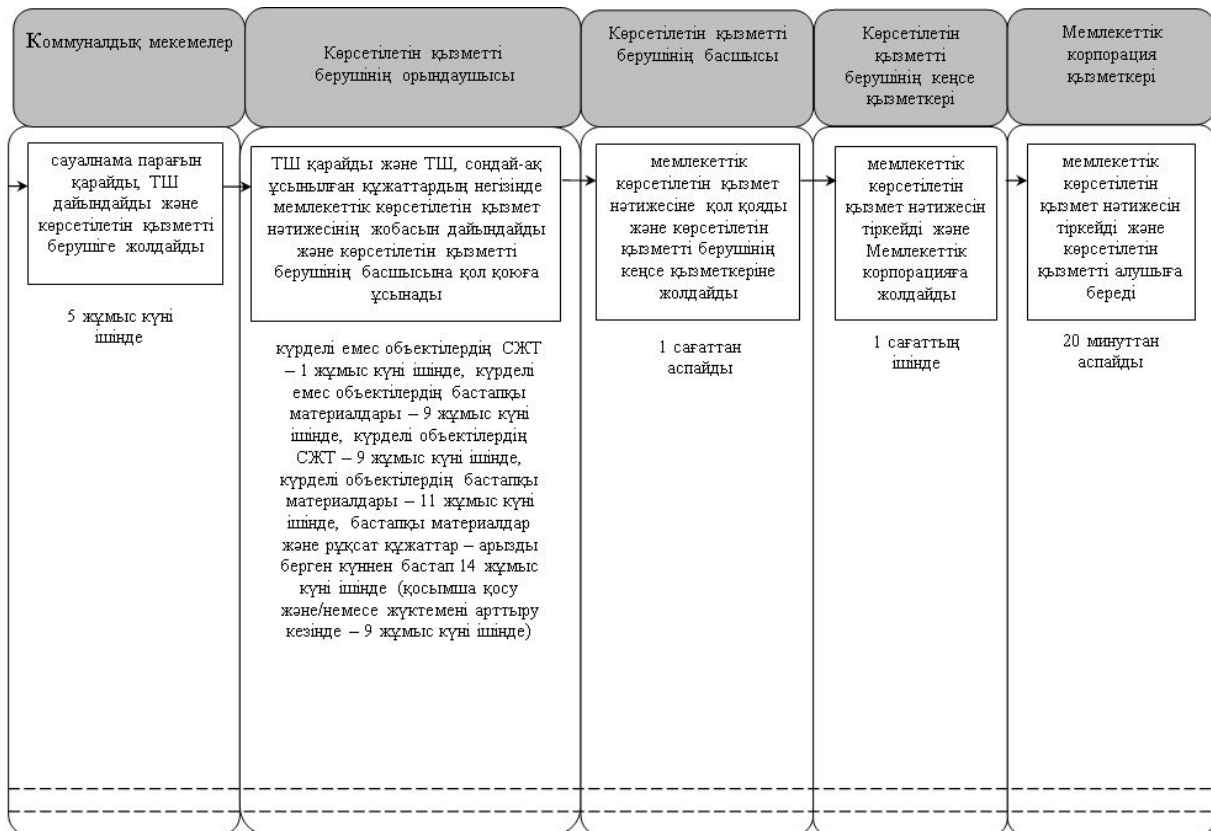 Коммуналдық мекемелер
Көрсетілетін қызметті
берушінің орындаушысы
Көрсетілетін қызметті
берушінің басшысы
Көрсетілетін
қызметті
берушінің кеңсе
қызметкері
Мемлекеттік
корпорация
қызметкері
сауалнама парағын
қарайды, ТШ
дайындайды және
көрсетілетін қызметті
берушіге жолдайды
5 жұмыс күні
ішінде
ТШ қарайды және ТШ, сондай-ақ
ұсынылған құжаттардың негізінде
мемлекеттік көрсетілетін қызмет
нәтижесінің жобасын дайындайды
және көрсетілетін қызметті
берушінің басшысына қол қоюға
ұсынады
күрделі емес объектілердің СЖТ
– 1 жұмыс күні ішінде, күрделі
емес объектілердің бастапқы
материалдары – 9 жұмыс күні
ішінде, күрделі объектілердің
СЖТ – 9 жұмыс күні ішінде,
күрделі объектілердің бастапқы
материалдары – 11 жұмыс күні
ішінде, бастапқы материалдар
және рұқсат құжаттар – арызды
берген күннен бастап 14 жұмыс
күні ішінде (қосымша қосу
және/немесе жүктемені арттыру
кезінде – 9 жұмыс күні ішінде)
мемлекеттік
көрсетілетін қызмет
нәтижесіне қол қояды
және көрсетілетін
қызметті берушінің
кеңсе қызметкеріне
жолдайды
1 сағаттан
аспайды
мемлекеттік
көрсетілетін
қызмет нәтижесін
тіркейді және
Мемлекеттік
корпорацияға
жолдайды
1 сағаттың
ішінде
мемлекеттік
көрсетілетін
қызмет нәтижесін
тіркейді және
көрсетілетін
қызметті алушыға
береді
20 минуттан
аспайды